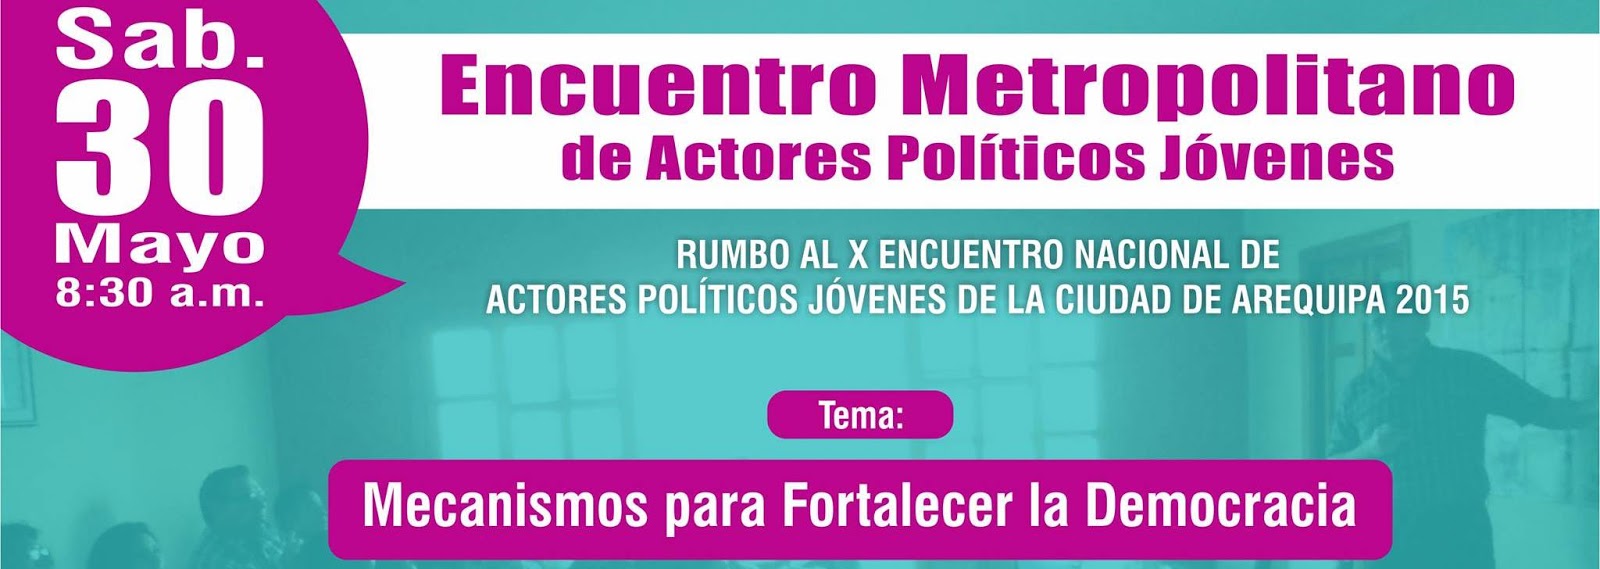 Sab.
30
Mayo
8:30 a.m.
Encuentro Metropolitano
de Actores Políticos Jóvenes
RUMBO AL X ENCUENTRO NACIONAL DE
ACTORES POLÍTICOS JÓVENES DE LA CIUDAD DE AREQUIPA 2015
Tema:
Mecanismos para Fortalecer la Democracia